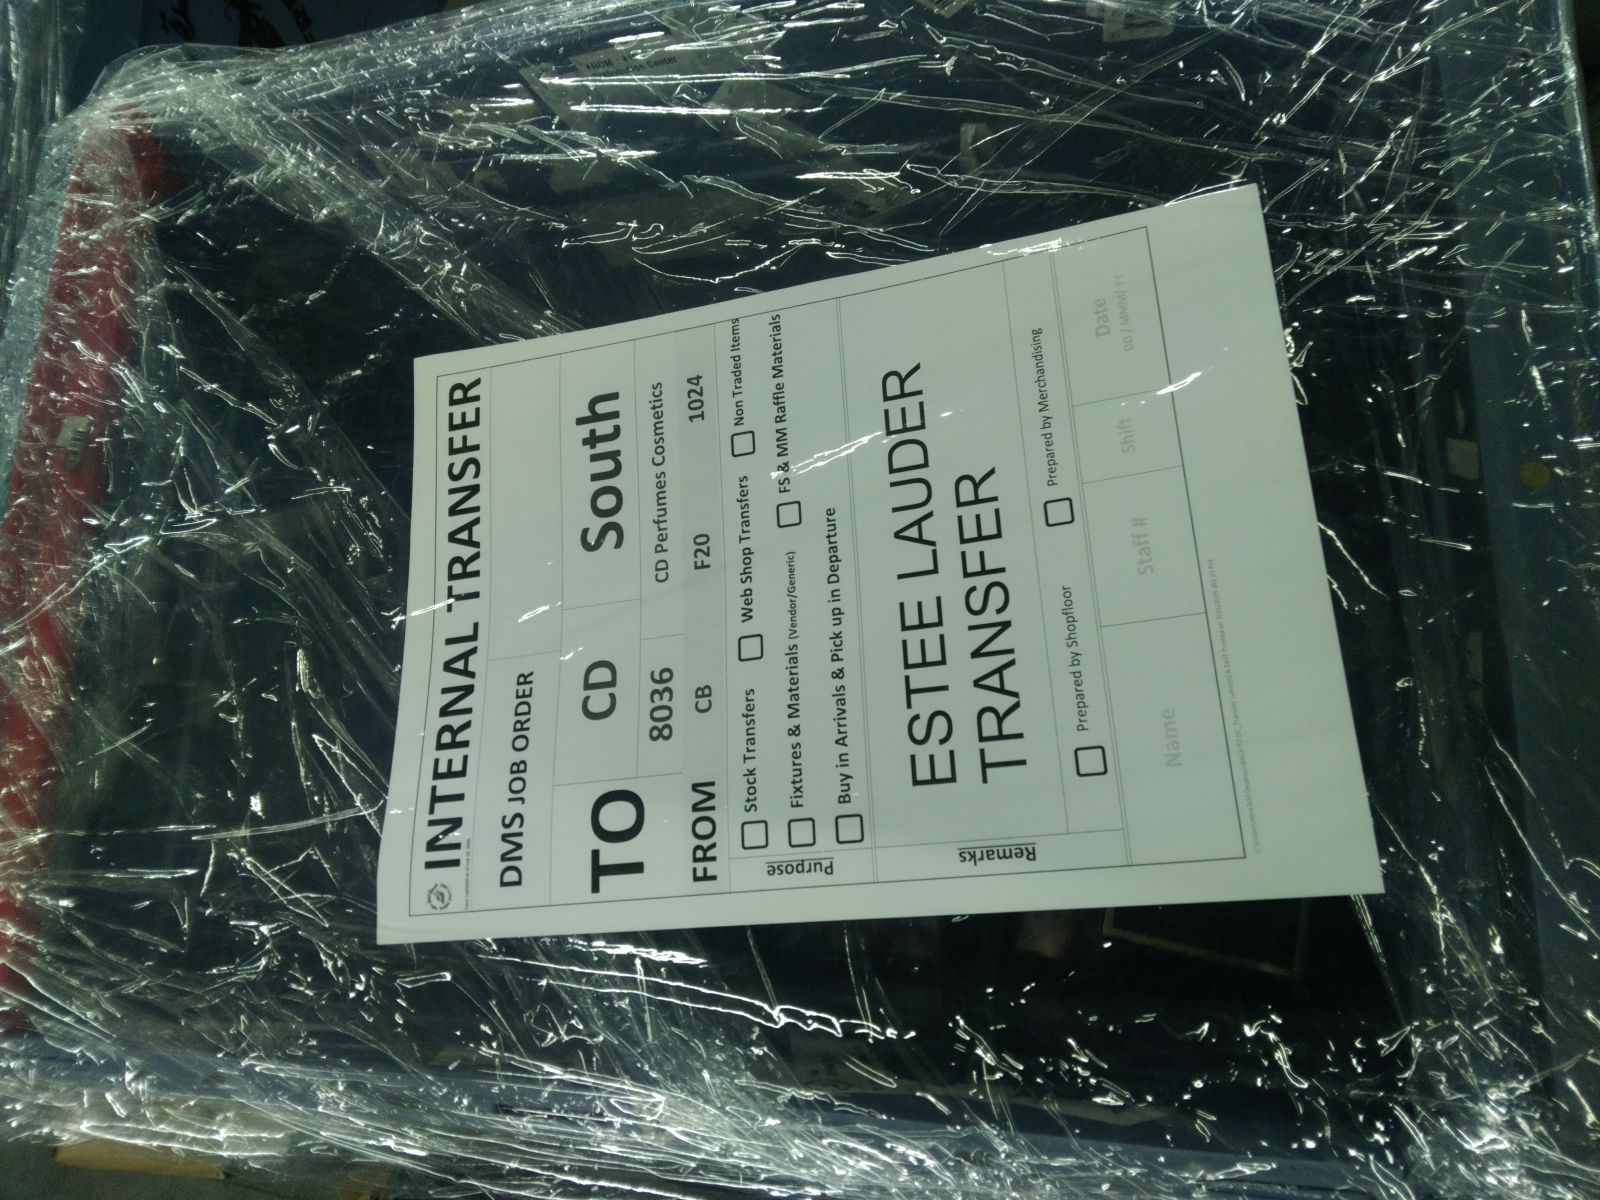 INTERNAL TRANSFER
DMS JOB ORDER
TO CD South
8036 CD Perfumes Cosmetics
FROM CB F20 1024
Purpose
Stock Transfers Web Shop Transfers Non Traded Items
Fixtures & Materials (Vendor/Generic) FS & MM Raffle Materials
Buy in Arrivals & Pick up in Departure
Remarks
ESTEE LAUDER
TRANSFER
Prepared by Shopfloor Prepared by Merchandising
Name Staff # Shift Date
DD / MMM/ YY
FROM
Center